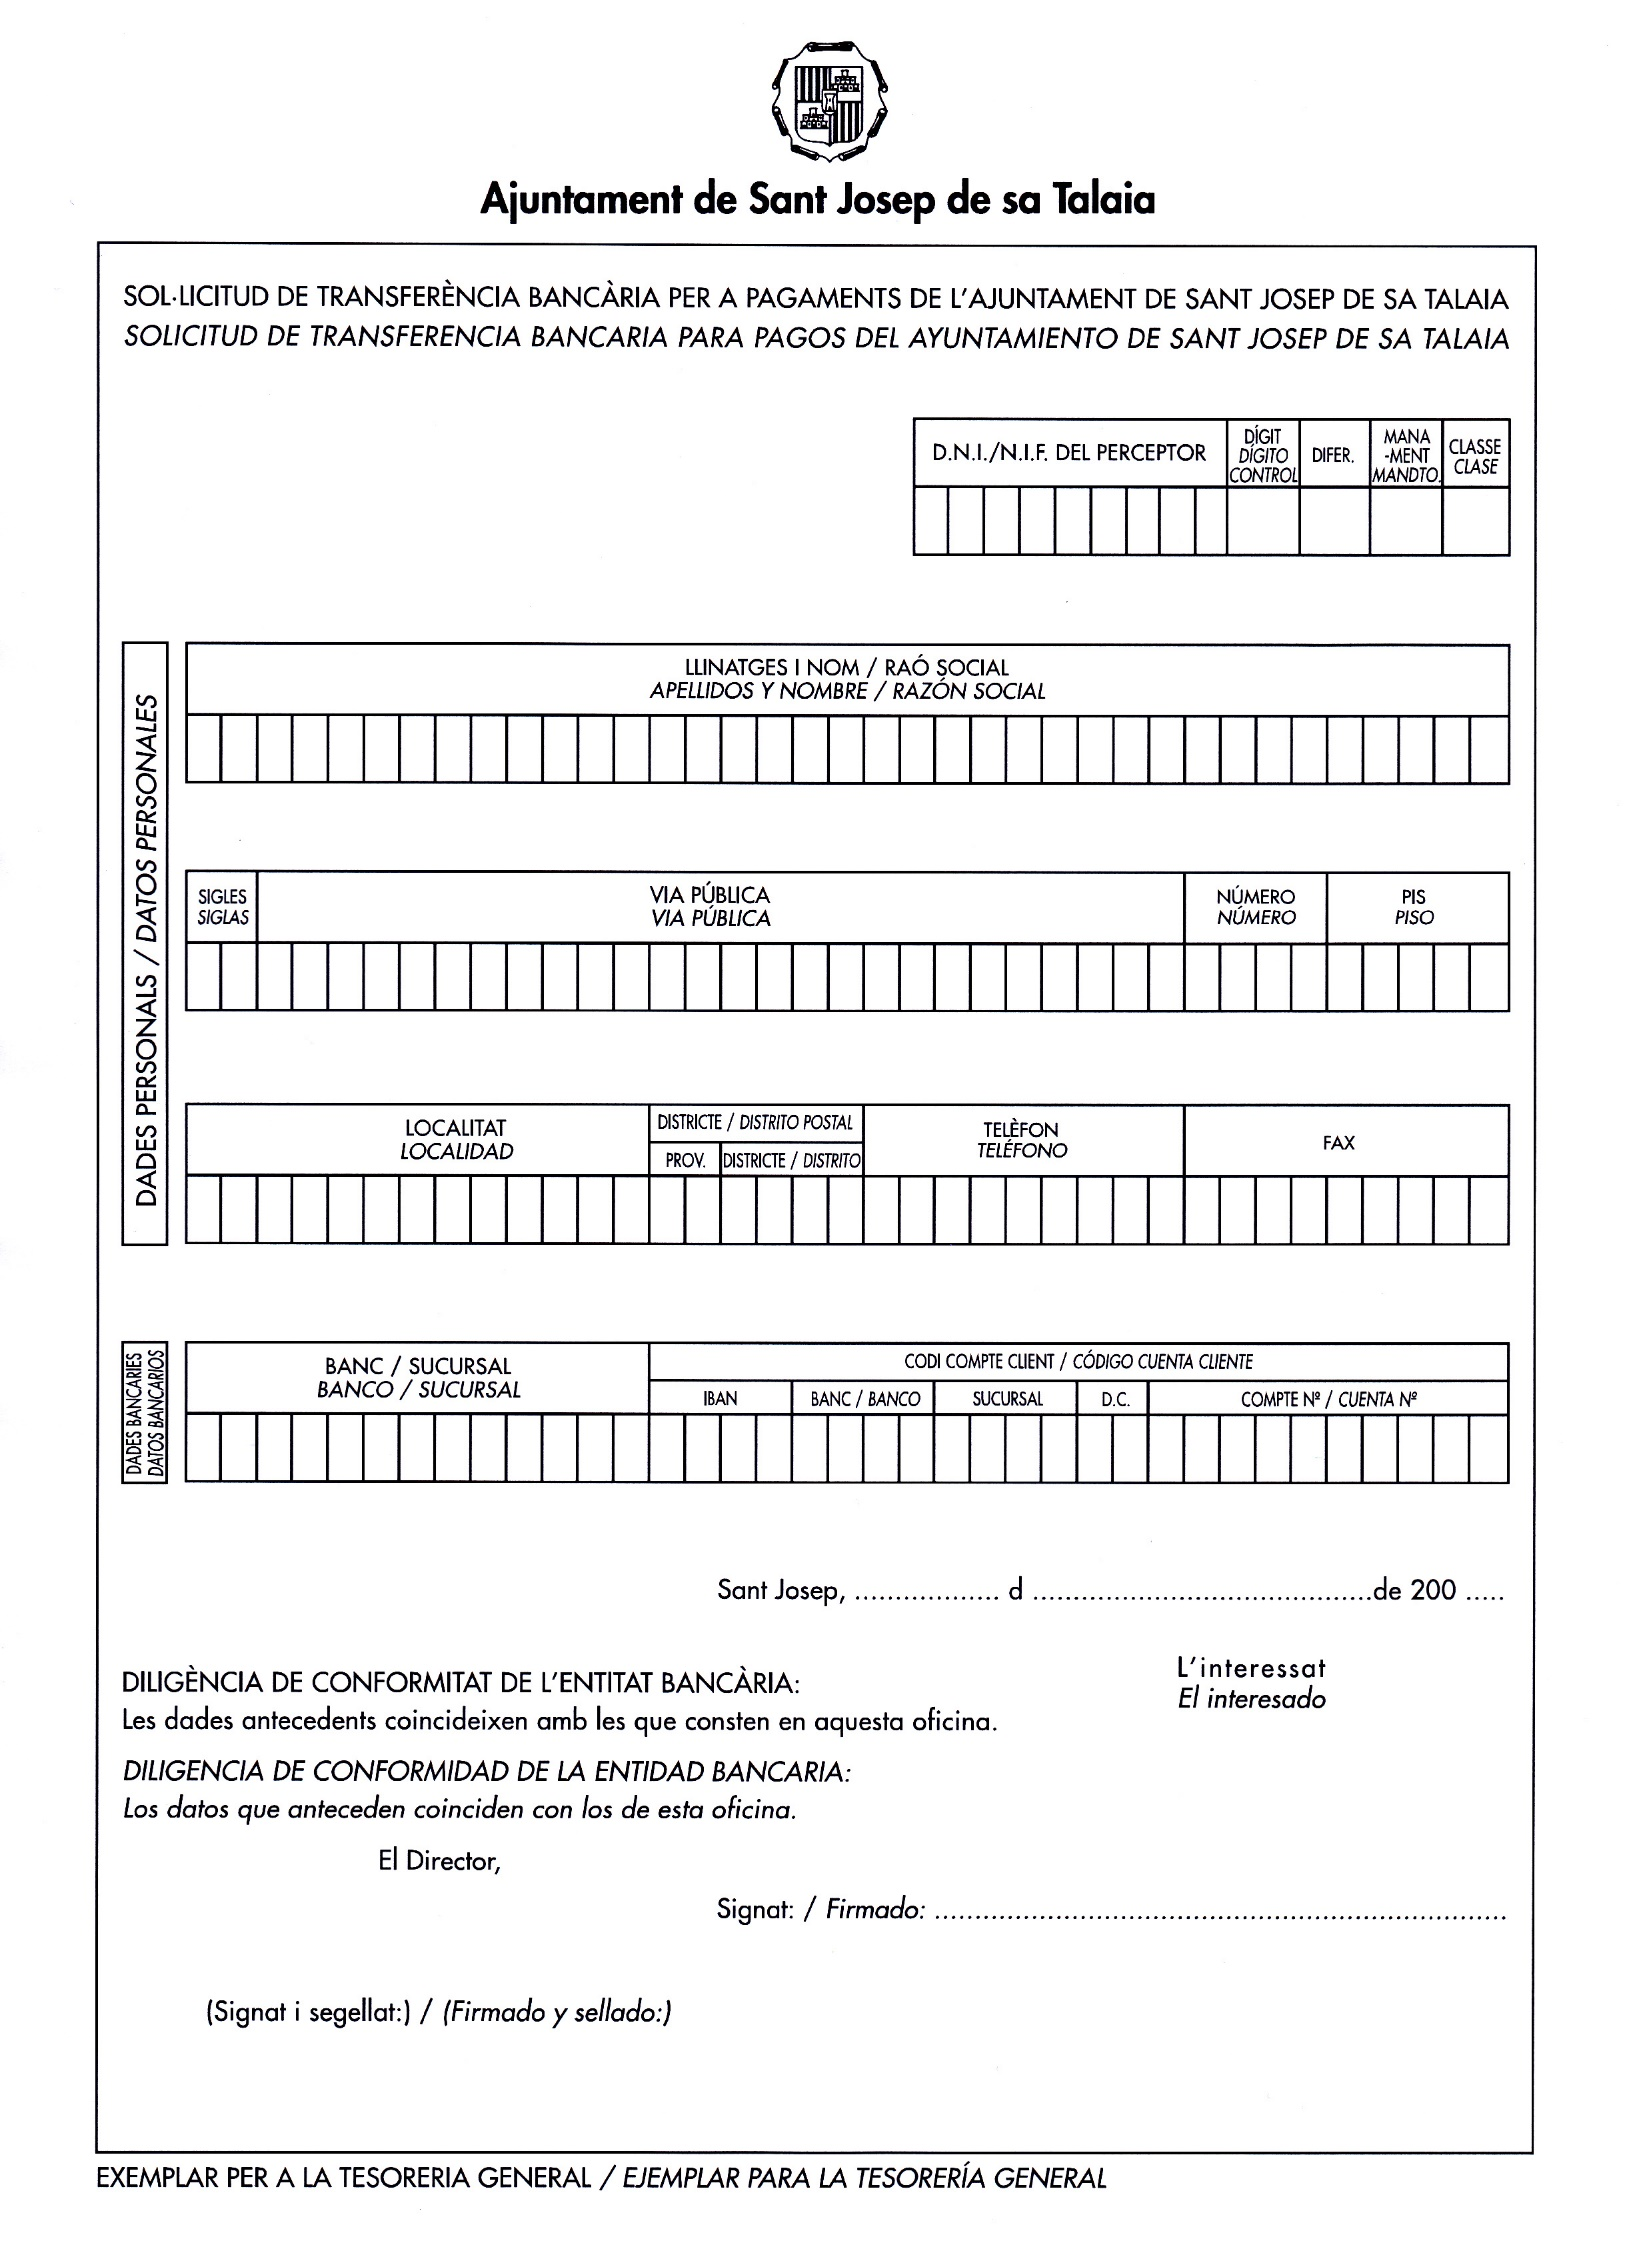 Ajuntament de Sant Josep de sa Talaia
SOL·LICITUD DE TRANSFERÈNCIA BANCÀRIA PER A PAGAMENTS DE L'AJUNTAMENT DE SANT JOSEP DE SA TALAIA
SOLICITUD DE TRANSFERENCIA BANCARIA PARA PAGOS DEL AYUNTAMIENTO DE SANT JOSEP DE SA TALAIA
D.N.I./N.I.F. DEL PERCEPTOR
DÍGIT
DÍGITO
CONTROL
DIFER.
MANA
-MENT
MANDTO.
CLASSE
CLASE
DADES PERSONALS / DATOS PERSONALES
LLINATGES I NOM / RAÓ SOCIAL
APELLIDOS Y NOMBRE / RAZÓN SOCIAL
SIGLES
SIGLAS
VIA PÚBLICA
VIA PÚBLICA
NÚMERO
NÚMERO
PIS
PISO
LOCALITAT
LOCALIDAD
DISTRICTE / DISTRITO POSTAL
PROV.
DISTRICTE / DISTRITO
TELÈFON
TELÉFONO
FAX
DADES BANCARIES
DATOS BANCARIOS
BANC / SUCURSAL
BANCO / SUCURSAL
CODI COMPTE CLIENT / CÓDIGO CUENTA CLIENTE
IBAN
BANC / BANCO
SUCURSAL
D.C.
COMPTE Nº / CUENTA Nº
Sant Josep, .................. d ..........................................de 200 .....
L'interessat
El interesado
DILIGÈNCIA DE CONFORMITAT DE L'ENTITAT BANCÀRIA:
Les dades antecedents coincideixen amb les que consten en aquesta oficina.
DILIGENCIA DE CONFORMIDAD DE LA ENTIDAD BANCARIA:
Los datos que anteceden coinciden con los de esta oficina.
El Director,
Signat: / Firmado: .......................................................................
(Signat i segellat:) / (Firmado y sellado:)
EXEMPLAR PER A LA TESORERIA GENERAL / EJEMPLAR PARA LA TESORERÍA GENERAL